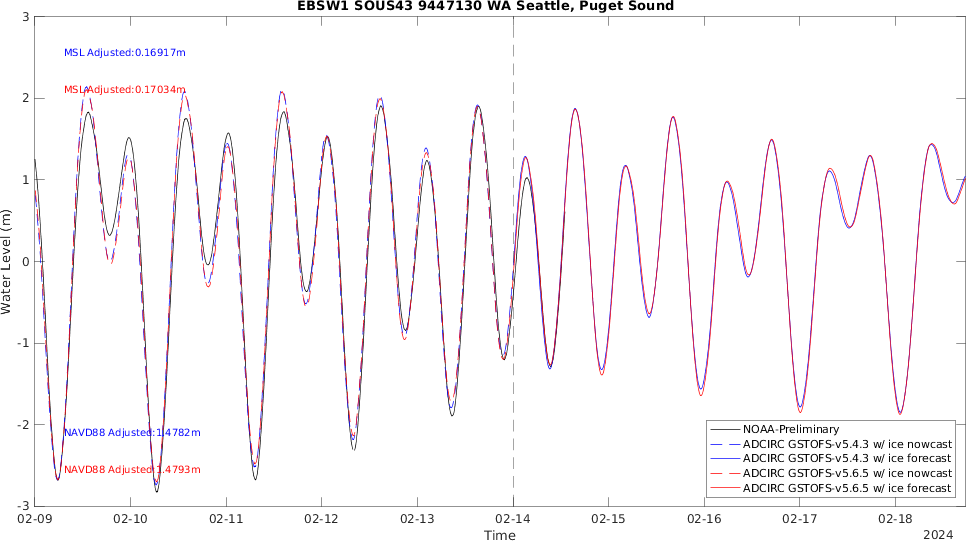 EBSW1 SOUS43 9447130 WA Seattle, Puget Sound
3
2
1
0
-1
-2
-3
Water Level (m)
MSL Adjusted:0.16917m
MSL Adjusted:0.17034m
NAVD88 Adjusted:1.4782m
NAVD88 Adjusted:1.4793m
NOAA-Preliminary
ADCIRC GSTOFS-v5.4.3 w/ ice nowcast
ADCIRC GSTOFS-v5.4.3 w/ ice forecast
ADCIRC GSTOFS-v5.6.5 w/ ice nowcast
ADCIRC GSTOFS-v5.6.5 w/ ice forecast
02-09 02-10 02-11 02-12 02-13 02-14 02-15 02-16 02-17 02-18
Time
2024